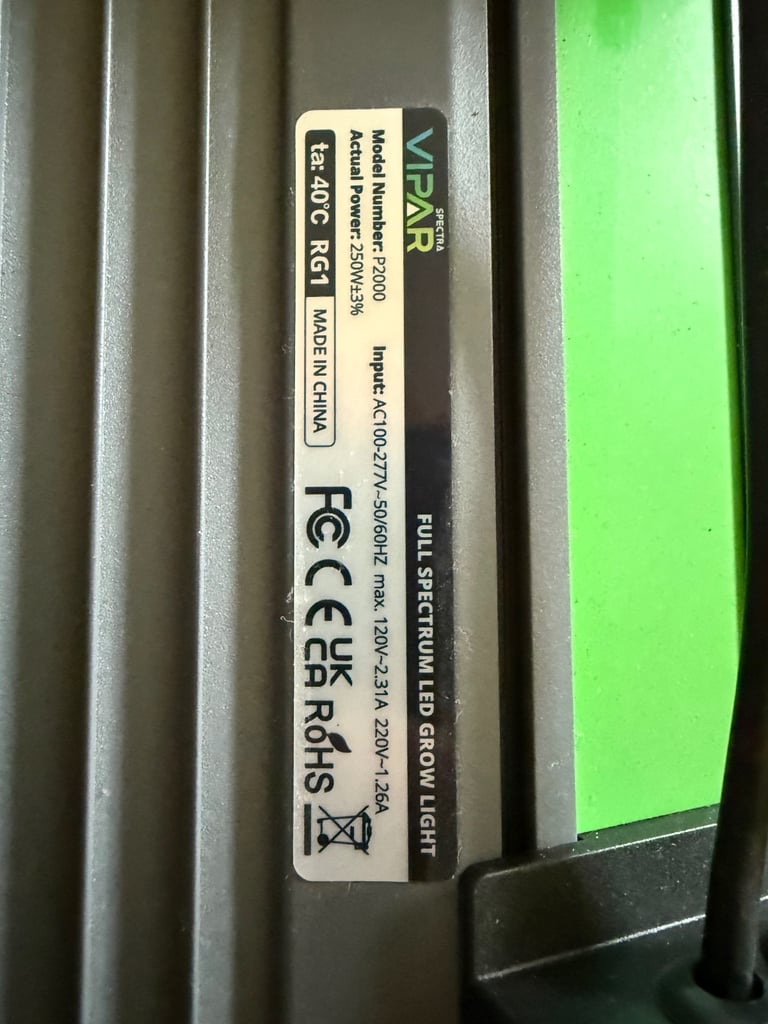 VIPAR
SPECTRA
FULL SPECTRUM LED GROW LIGHT
Model Number: P2000
Input: AC100-277V~50/60HZ max. 120V~2.31A 220V~1.26A
Actual Power: 250W±3%
ta: 40°C RG1
MADE IN CHINA
FC CE UK
CA RoHS